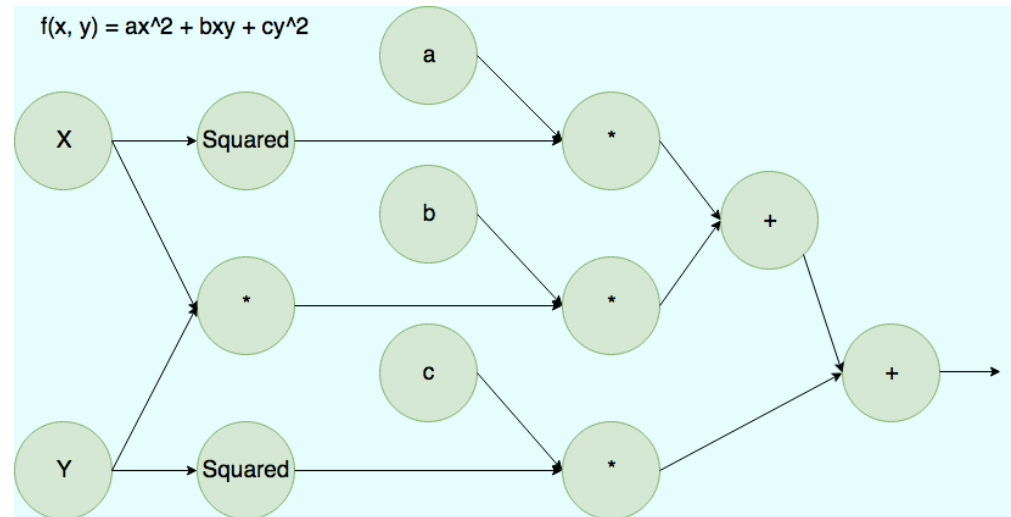 f(x, y) = ax^2 + bxy + cy^2
a
X
Squared
*
b
+
*
*
c
+
Y
Squared
*